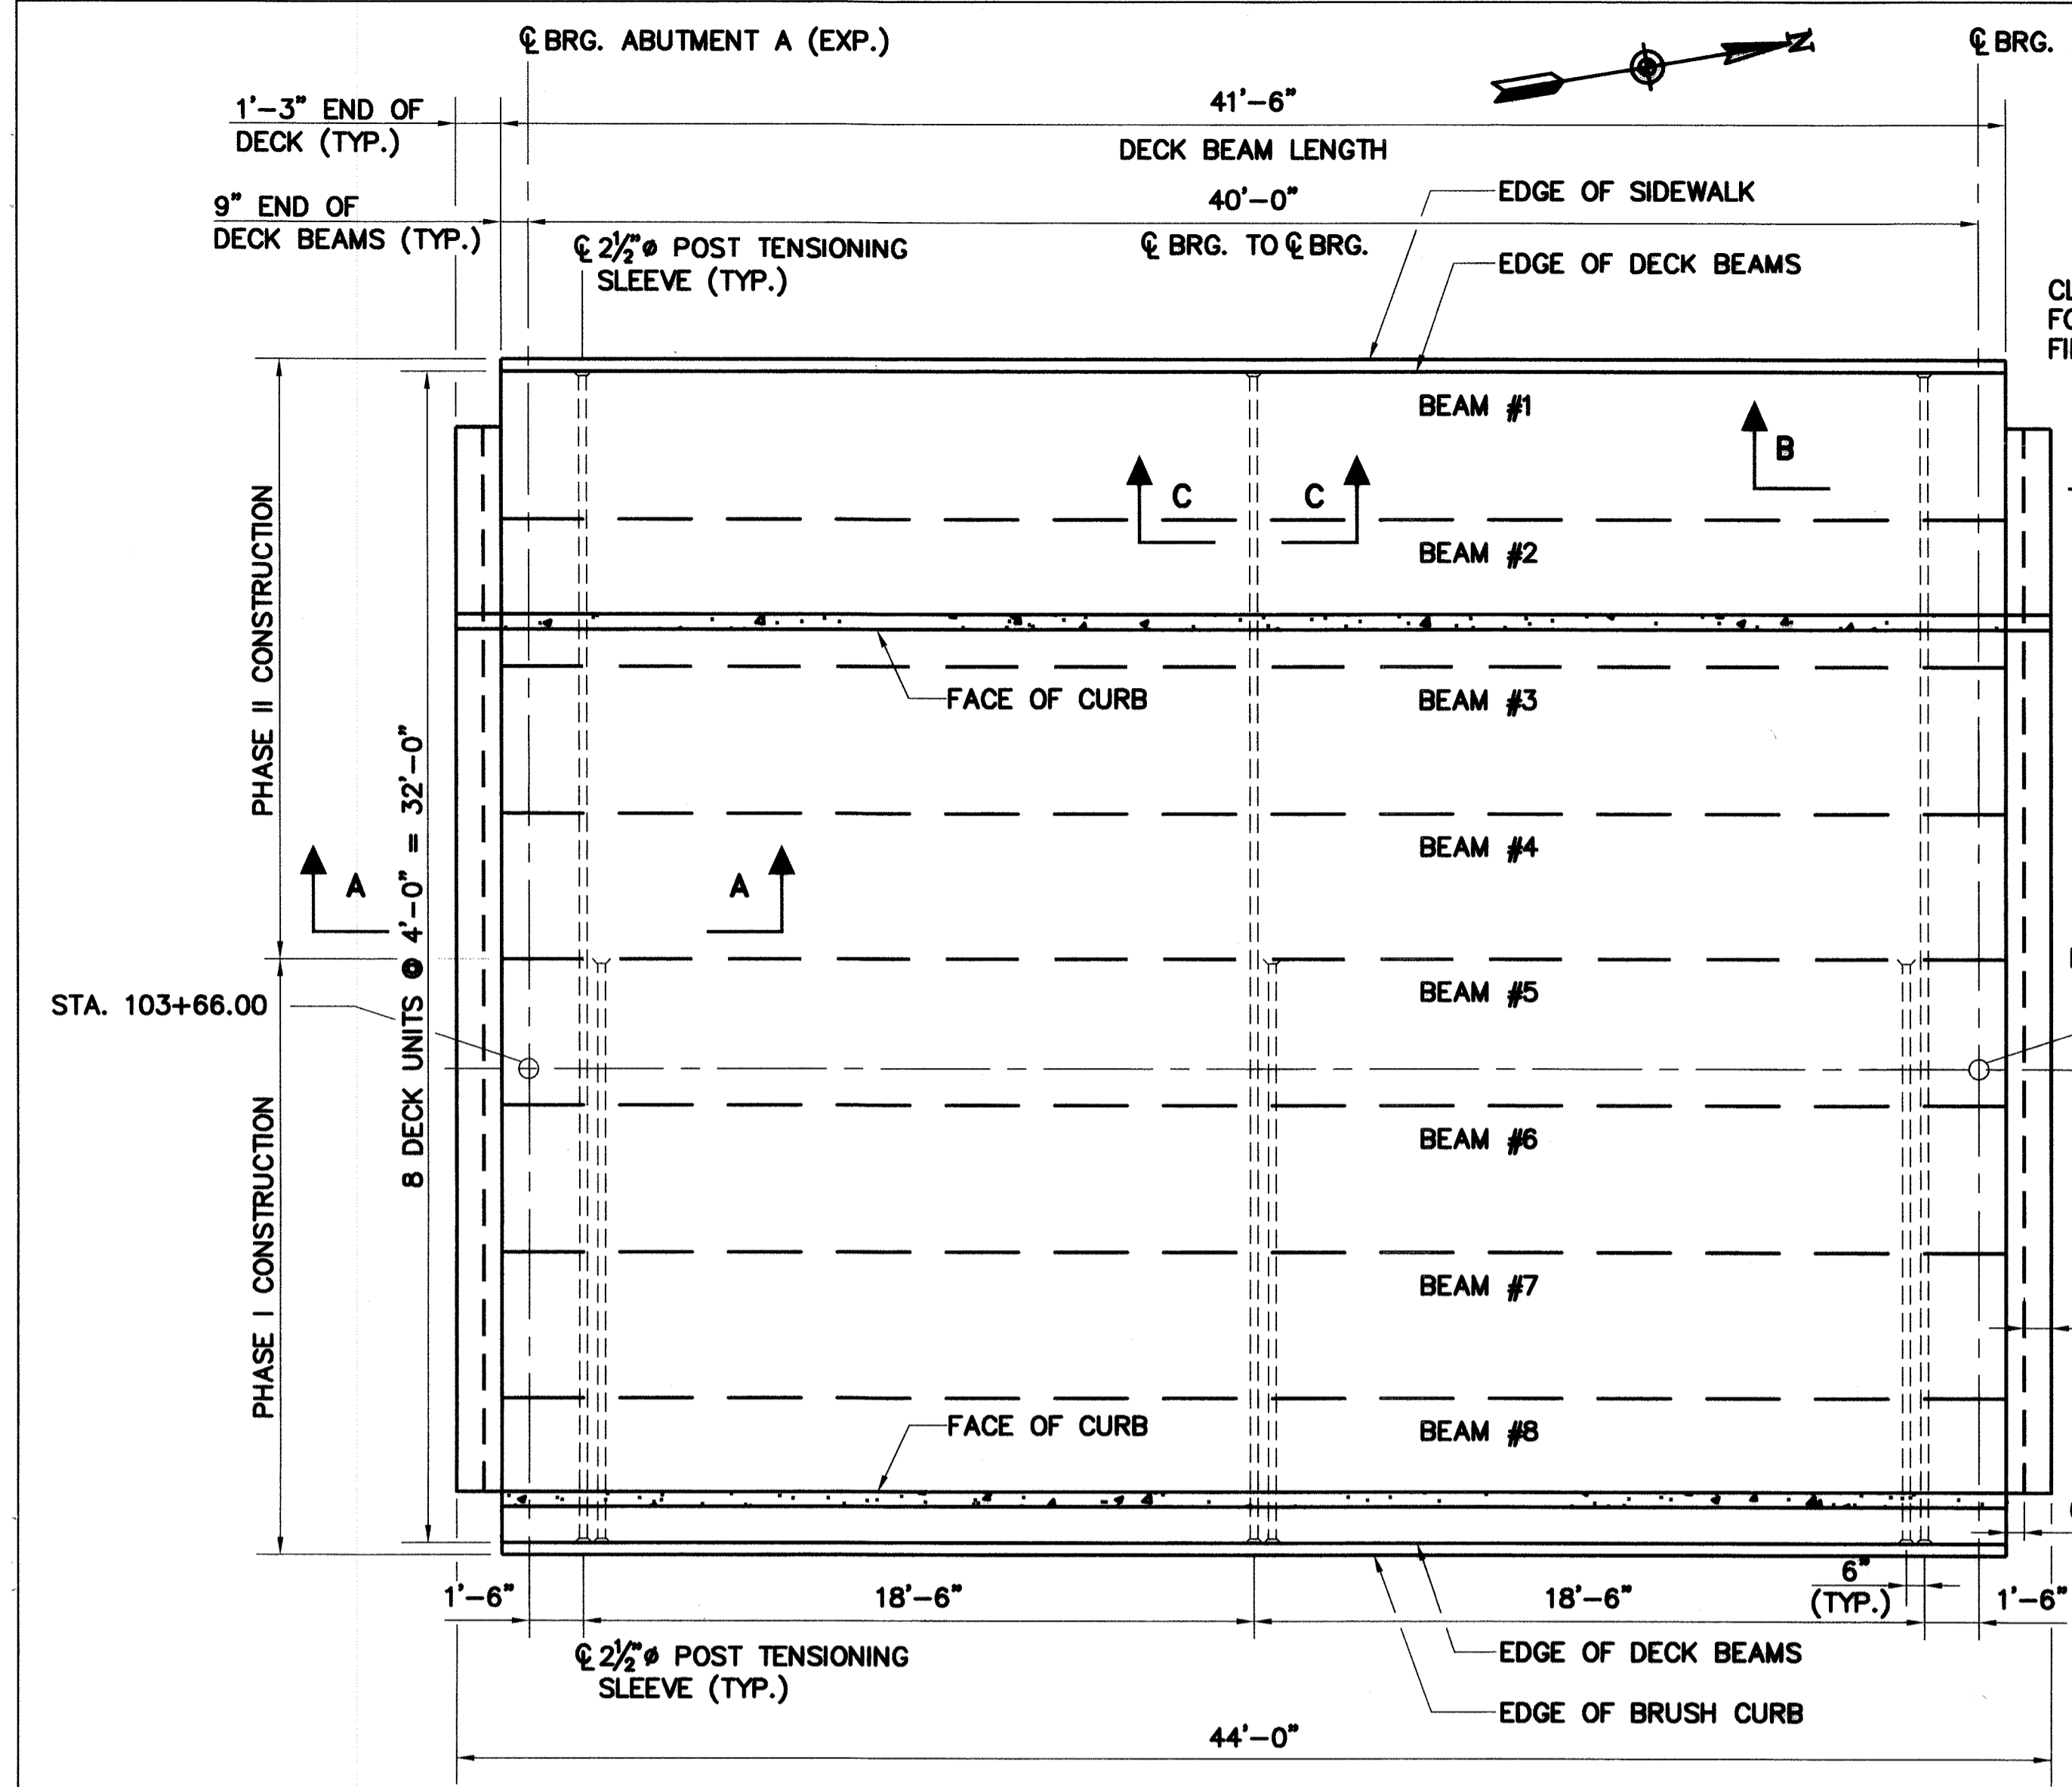 ℄ BRG. ABUTMENT A (EXP.)
N
℄ BRG.
1'-3" END OF
DECK (TYP.)
41'-6"
DECK BEAM LENGTH
9" END OF
DECK BEAMS (TYP.)
40'-0"
℄ BRG. TO ℄ BRG.
EDGE OF SIDEWALK
℄ 2½"ø POST TENSIONING
SLEEVE (TYP.)
EDGE OF DECK BEAMS
BEAM #1
B
C
C
BEAM #2
PHASE II CONSTRUCTION
FACE OF CURB
BEAM #3
8 DECK UNITS @ 4'-0" = 32'-0"
BEAM #4
A
A
STA. 103+66.00
BEAM #5
BEAM #6
PHASE I CONSTRUCTION
BEAM #7
FACE OF CURB
BEAM #8
1'-6"
18'-6"
18'-6"
6"
(TYP.)
1'-6"
℄ 2½"ø POST TENSIONING
SLEEVE (TYP.)
EDGE OF DECK BEAMS
EDGE OF BRUSH CURB
44'-0"